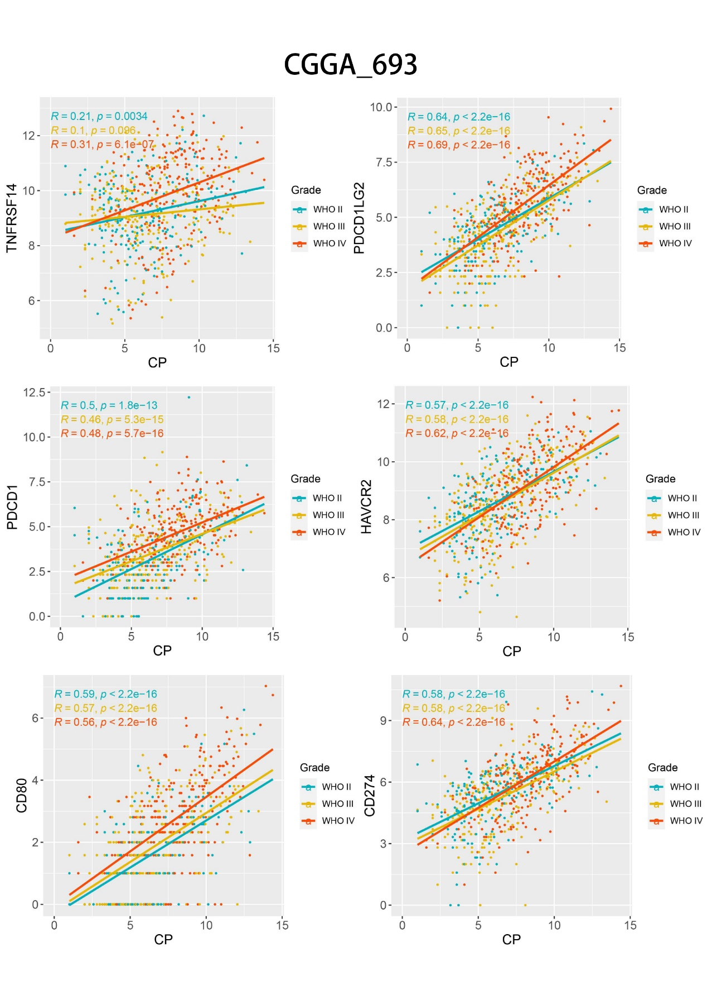 CGGA_693
R = 0.21, p = 0.0034
R = 0.1, p = 0.096
R = 0.31, p = 6.1e−07
12
10
8
6
TNFRSF14
0 5 10 15
CP
Grade
a WHO II
a WHO III
a WHO IV
R = 0.64, p < 2.2e−16
R = 0.65, p < 2.2e−16
R = 0.69, p < 2.2e−16
10.0
7.5
5.0
2.5
0.0
PDCD1LG2
0 5 10 15
CP
Grade
a WHO II
a WHO III
a WHO IV
R = 0.5, p = 1.8e−13
R = 0.46, p = 5.3e−15
R = 0.48, p = 5.7e−16
12.5
10.0
7.5
5.0
2.5
0.0
PDCD1
0 5 10 15
CP
Grade
a WHO II
a WHO III
a WHO IV
R = 0.57, p < 2.2e−16
R = 0.58, p < 2.2e−16
R = 0.62, p < 2.2e−16
12
10
8
6
HAVCR2
0 5 10 15
CP
Grade
a WHO II
a WHO III
a WHO IV
R = 0.59, p < 2.2e−16
R = 0.57, p < 2.2e−16
R = 0.56, p < 2.2e−16
6
4
2
0
CD80
0 5 10 15
CP
Grade
a WHO II
a WHO III
a WHO IV
R = 0.58, p < 2.2e−16
R = 0.58, p < 2.2e−16
R = 0.64, p < 2.2e−16
9
6
3
0
CD274
0 5 10 15
CP
Grade
a WHO II
a WHO III
a WHO IV